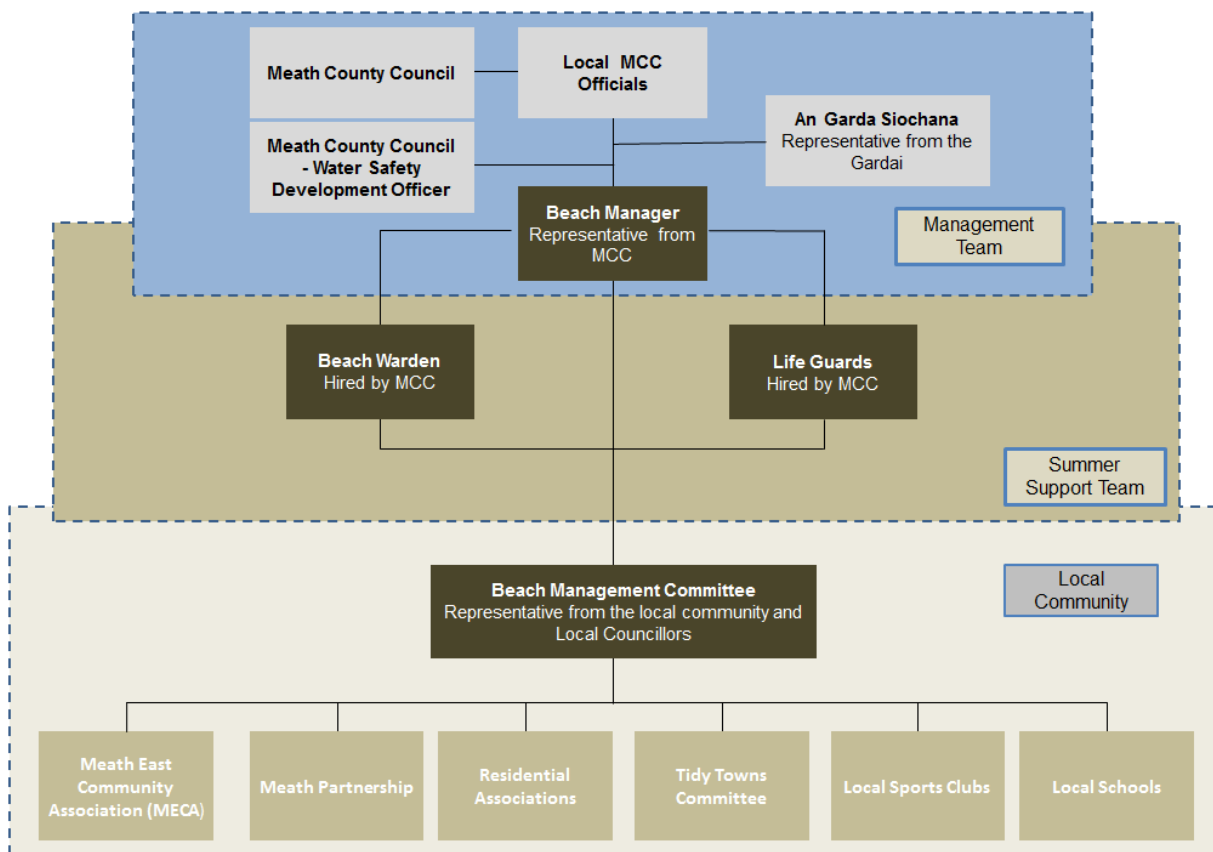 Meath County Council
Local MCC
Officials
An Garda Siochana
Representative from the
Gardai
Meath County Council
- Water Safety
Development Officer
Beach Manager
Representative from
MCC
Management
Team
Beach Warden
Hired by MCC
Life Guards
Hired by MCC
Summer
Support Team
Beach Management Committee
Representative from the local community and
Local Councillors
Local
Community
Meath East
Community
Association (MECA)
Meath Partnership
Residential
Associations
Tidy Towns
Committee
Local Sports Clubs
Local Schools